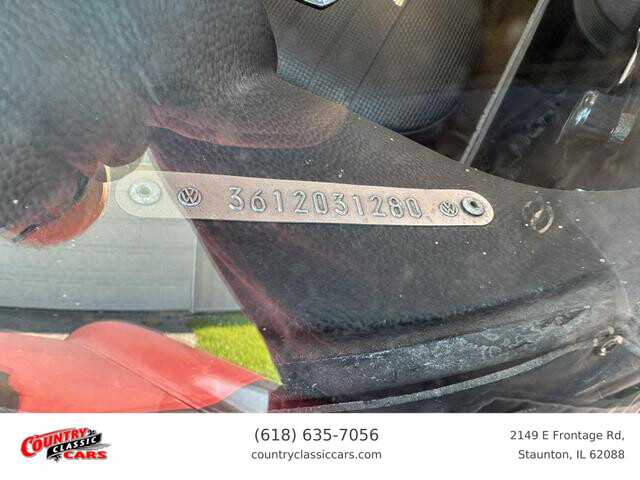 3612031280
COUNTRY
CLASSIC
CARS
(618) 635-7056
countryclassiccars.com
2149 E Frontage Rd,
Staunton, IL 62088